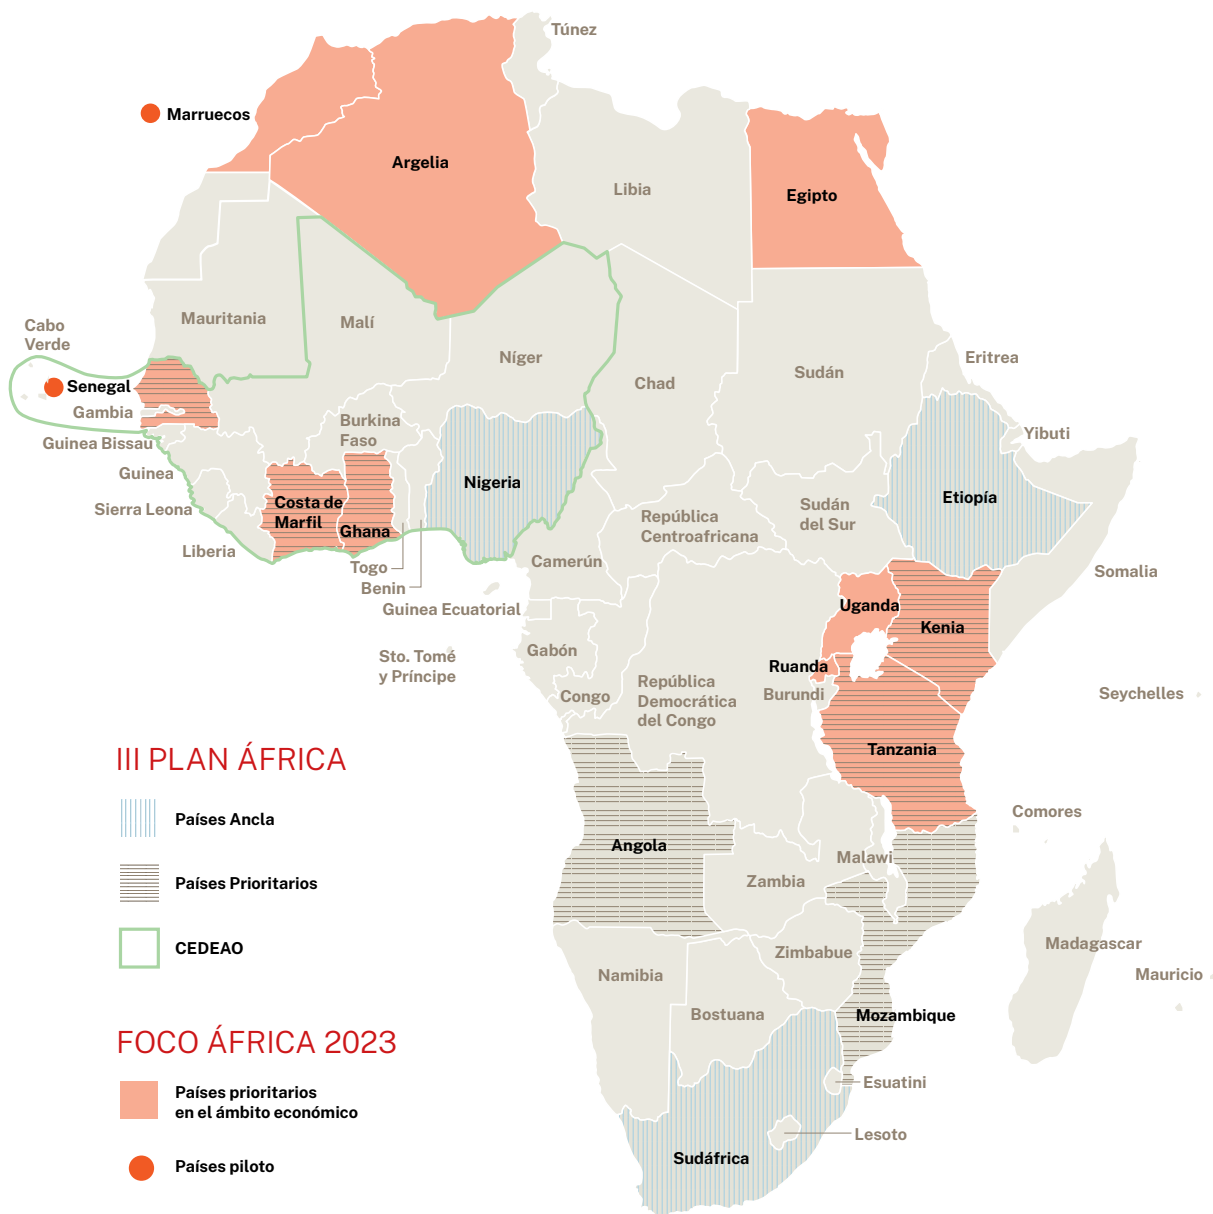 Túnez
Marruecos
Argelia
Libia
Egipto
Mauritania
Malí
Níger
Chad
Sudán
Eritrea
Cabo
Verde
Senegal
Gambia
Guinea Bissau
Guinea
Sierra Leona
Liberia
Burkina
Faso
Costa de
Marfil
Ghana
Togo
Benin
Nigeria
Yibuti
Etiopía
Sudán
del Sur
República
Centroafricana
Camerún
Somalia
Guinea Ecuatorial
Uganda
Kenia
Sto. Tomé
y Príncipe
Gabón
Congo
República
Democrática
del Congo
Ruanda
Burundi
Seychelles
Tanzania
III PLAN ÁFRICA
Países Ancla
Países Prioritarios
CEDEAO
Angola
Zambia
Malawi
Comores
Madagascar
Mauricio
Namibia
Zimbabue
Bostuana
Mozambique
FOCO ÁFRICA 2023
Países prioritarios
en el ámbito económico
Países piloto
Esuatini
Lesoto
Sudáfrica